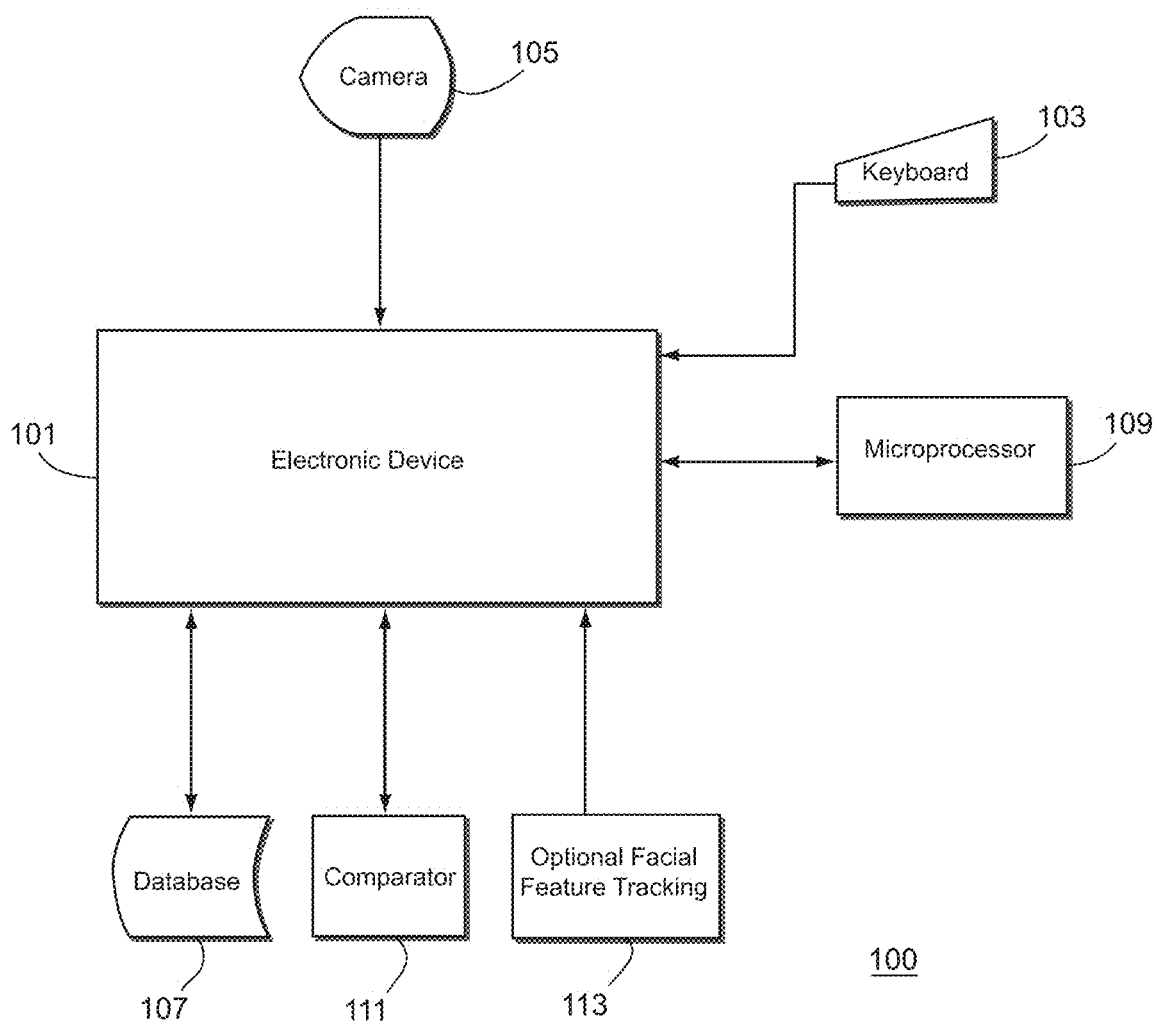 Camera
105
103
Keyboard
101
Electronic Device
Microprocessor
109
Database
Comparator
Optional Facial
Feature Tracking
107
111
113
100